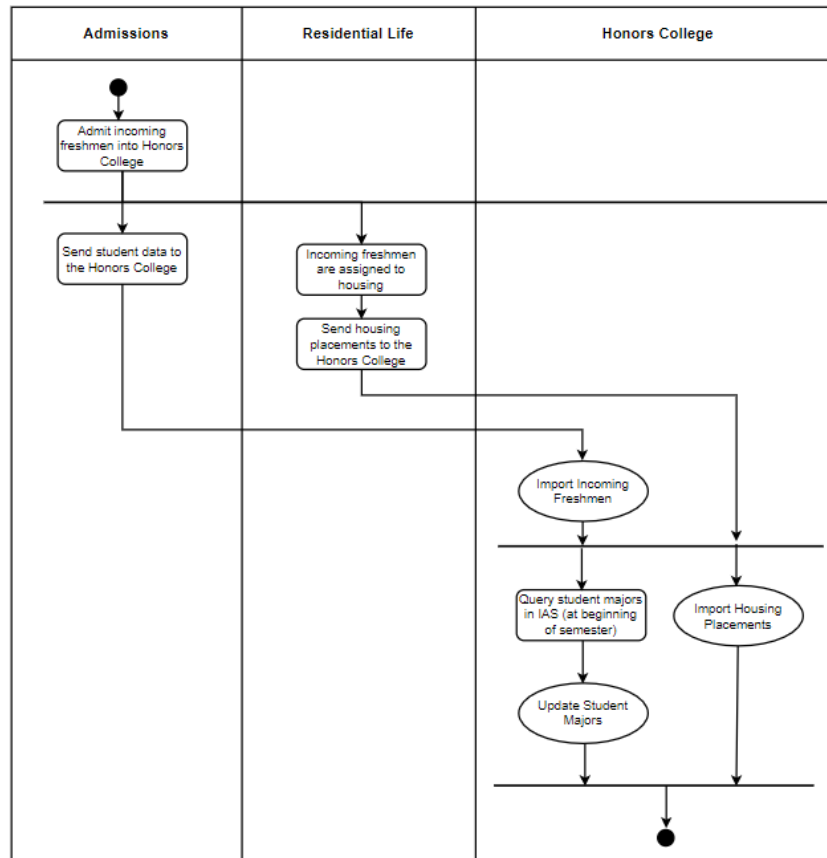 Admissions
Residential Life
Honors College
Admit incoming
freshmen into Honors
College
Send student data to
the Honors College
Incoming freshmen
are assigned to
housing
Send housing
placements to the
Honors College
Import Incoming
Freshmen
Query student majors
in IAS (at beginning
of semester)
Import Housing
Placements
Update Student
Majors